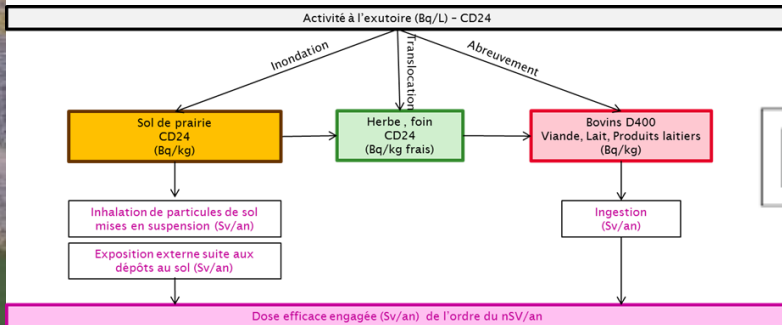 Activité à l'exutoire (Bq/L) – CD24
Inondation
Translocation
Abreuvement
Sol de prairie
CD24
(Bq/kg)
Herbe , foin
CD24
(Bq/kg frais)
Bovins D400
Viande, Lait, Produits laitiers
(Bq/kg)
Inhalation de particules de sol
mises en suspension (Sv/an)
Ingestion
(Sv/an)
Exposition externe suite aux
dépôts au sol (Sv/an)
Dose efficace engagée (Sv/an) de l'ordre du nSV/an